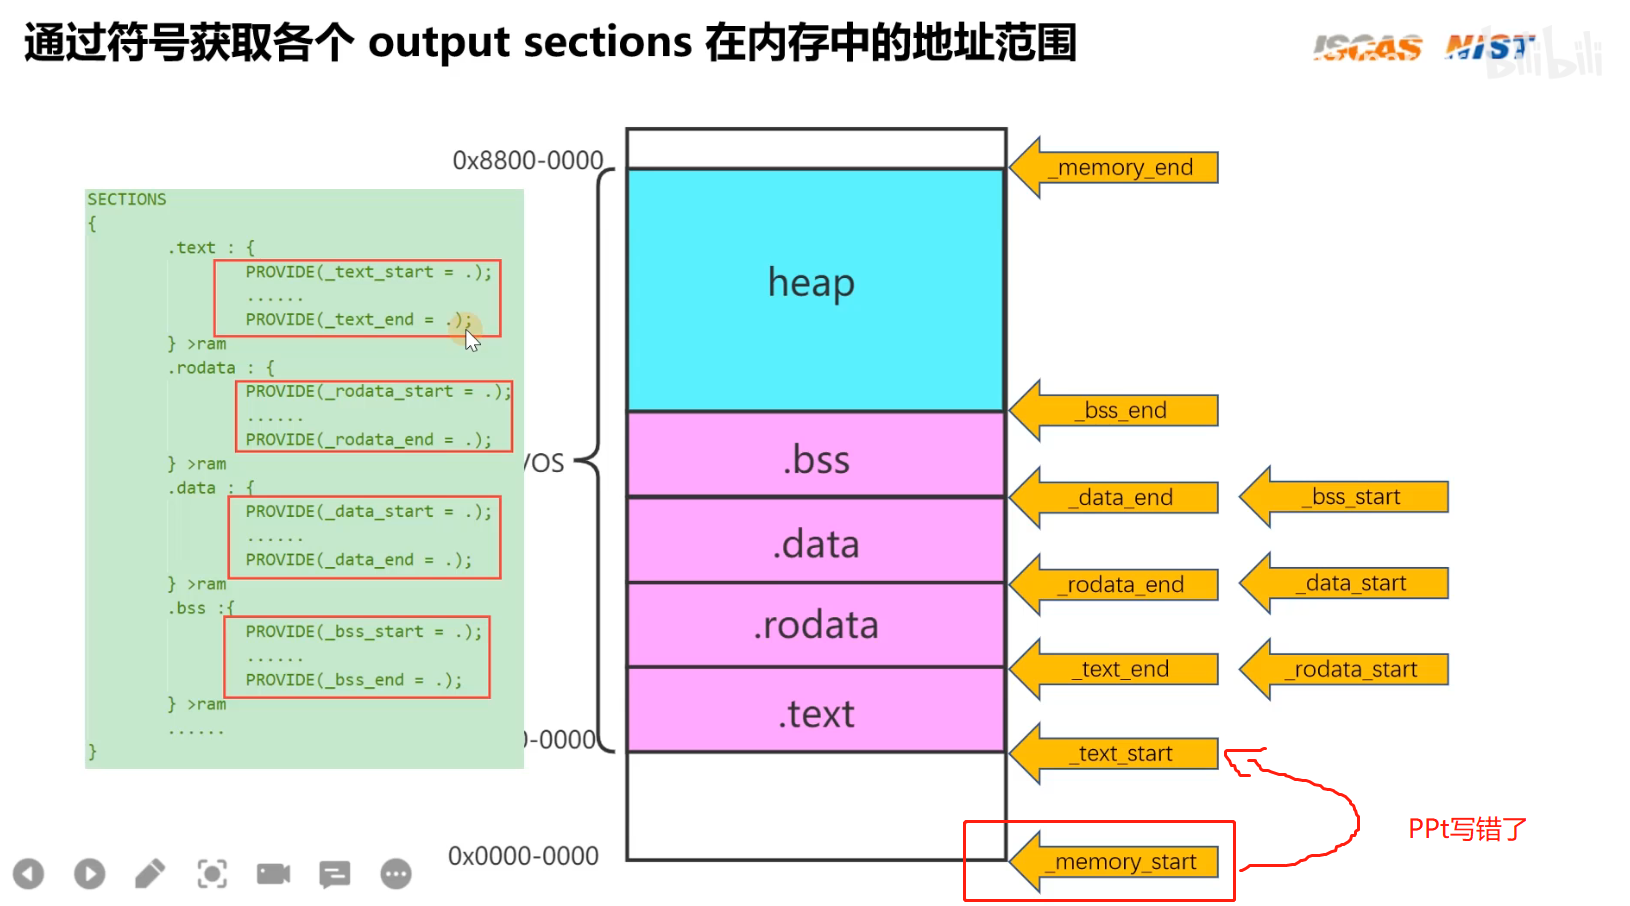 通过符号获取各个 output sections 在内存中的地址范围
ISCAS NIST
bilibili
SECTIONS
{
.text : {
PROVIDE(_text_start = .);
......
PROVIDE(_text_end = .);
} >ram
.rodata : {
PROVIDE(_rodata_start = .);
......
PROVIDE(_rodata_end = .);
} >ram
.data : {
PROVIDE(_data_start = .);
......
PROVIDE(_data_end = .);
} >ram
.bss :{
PROVIDE(_bss_start = .);
......
PROVIDE(_bss_end = .);
} >ram
......
}
0x8800-0000
VOS
0-0000
0x0000-0000
heap
.bss
.data
.rodata
.text
_memory_end
_bss_end
_data_end
_bss_start
_rodata_end
_data_start
_text_end
_rodata_start
_text_start
_memory_start
PPt写错了